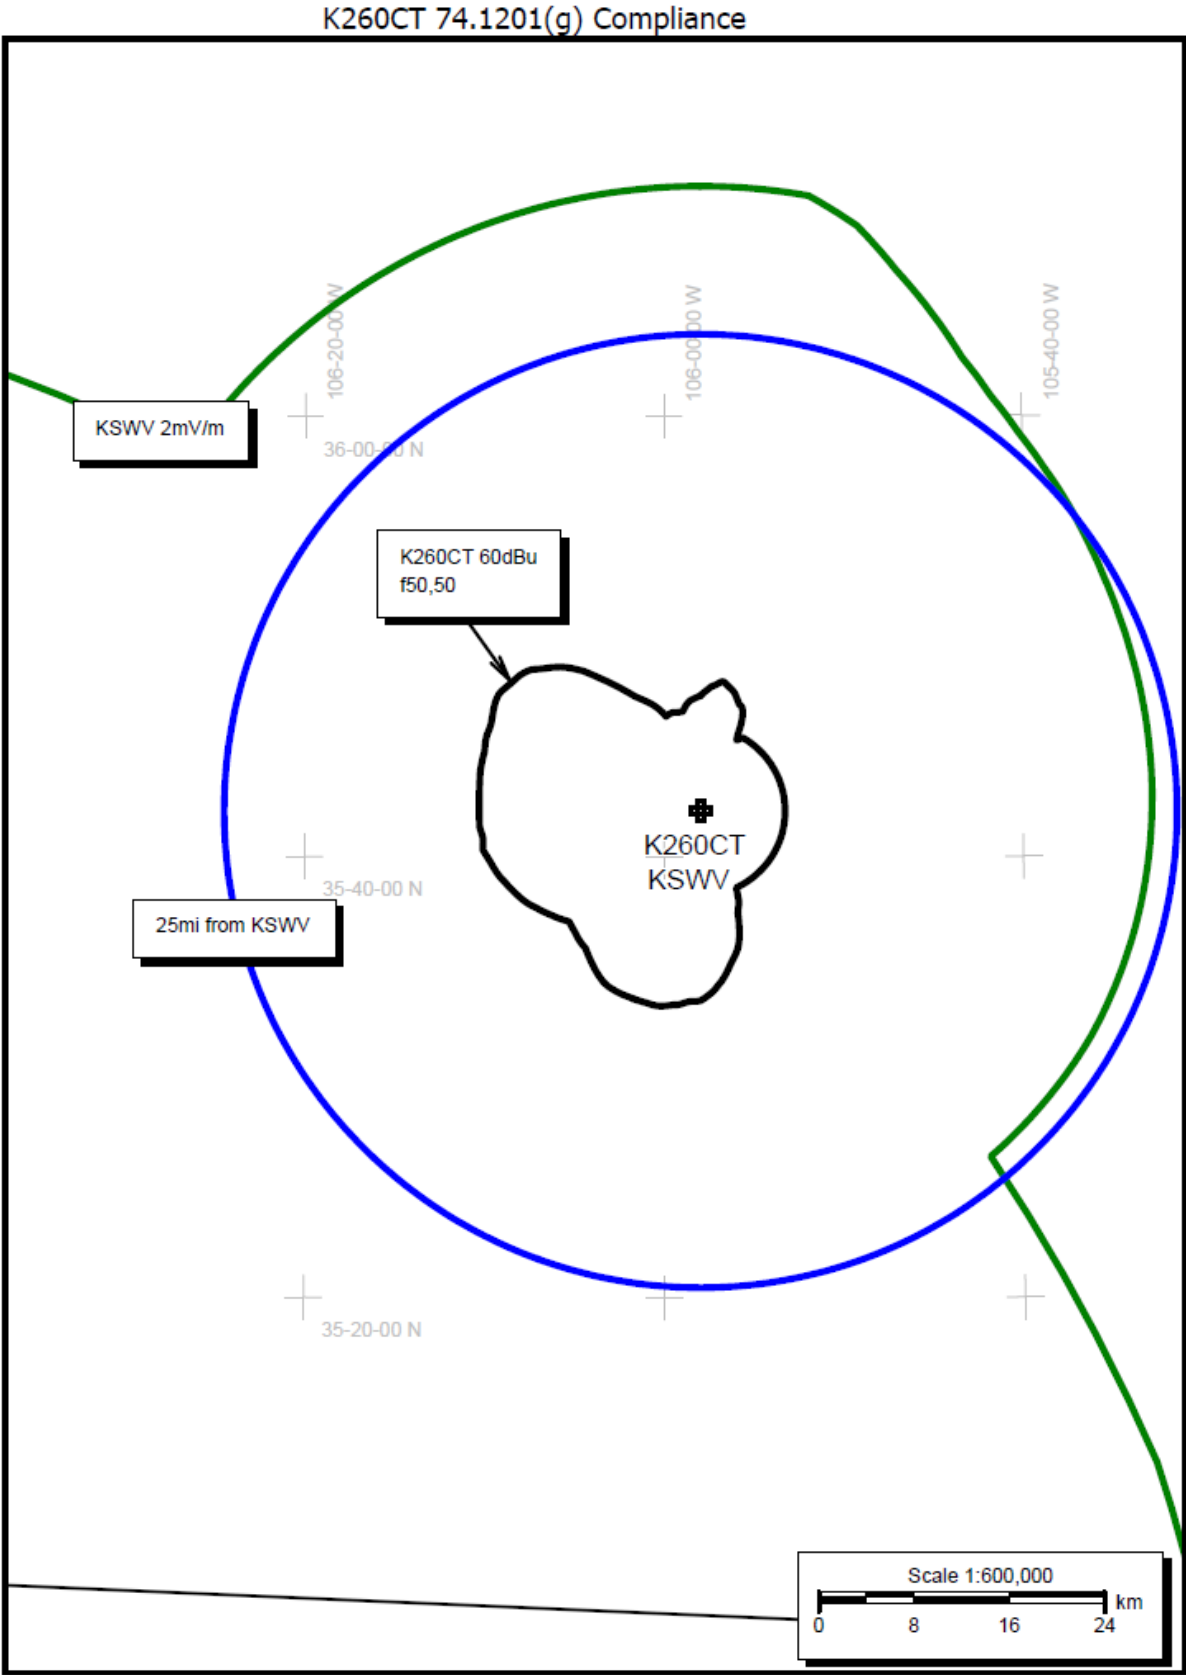 K260CT 74.1201(g) Compliance
106-20-00 W
106-00-00 W
105-40-00 W
KSWV 2mV/m
36-00-00 N
K260CT 60dBu
f50,50
K260CT
KSWV
35-40-00 N
25mi from KSWV
35-20-00 N
Scale 1:600,000
km
0 8 16 24